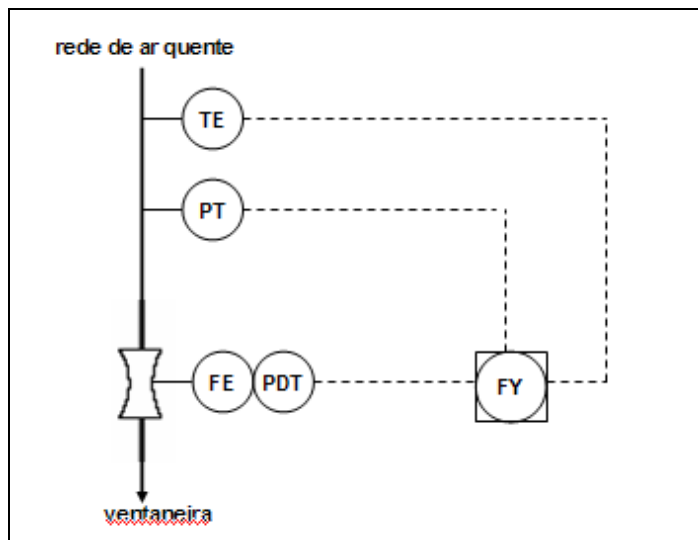 rede de ar quente
TE
PT
FE PDT FY
ventaneira